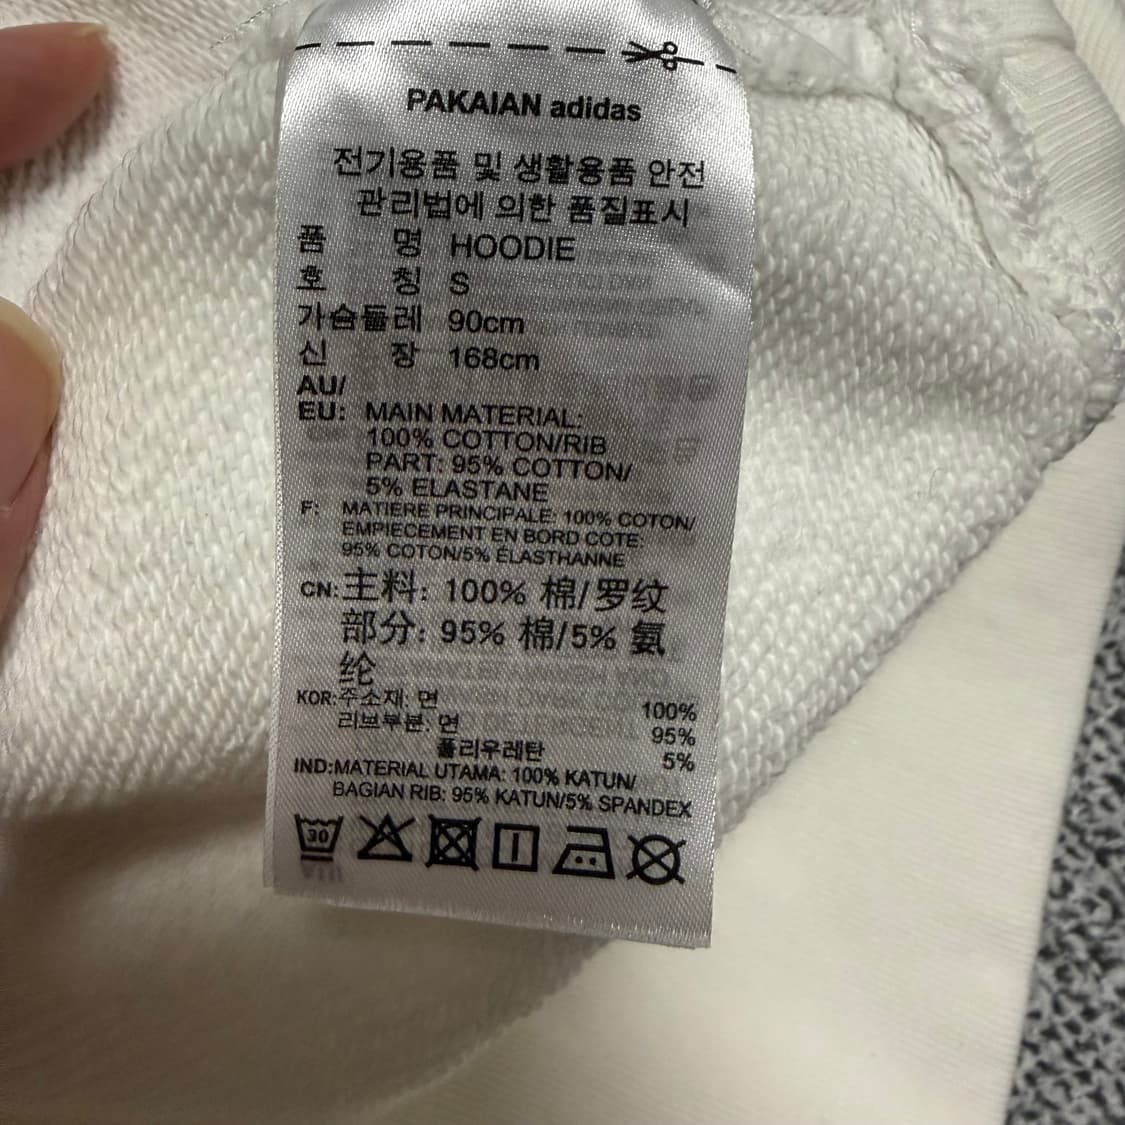 PAKAIAN adidas
전기용품 및 생활용품 안전
관리법에 의한 품질표시
품 명 HOODIE
호 칭 S
가슴둘레 90cm
신 장 168cm
AU/
EU: MAIN MATERIAL:
100% COTTON/RIB
PART: 95% COTTON/
5% ELASTANE
F: MATIERE PRINCIPALE: 100% COTON/
EMPIECEMENT EN BORD COTE:
95% COTON/5% ÉLASTHANNE
CN: 主料: 100% 棉/罗纹
部分: 95% 棉/5% 氨
纶
KOR: 주소재: 면 100%
리브부분: 면 95%
폴리우레탄 5%
IND: MATERIAL UTAMA: 100% KATUN/
BAGIAN RIB: 95% KATUN/5% SPANDEX
30